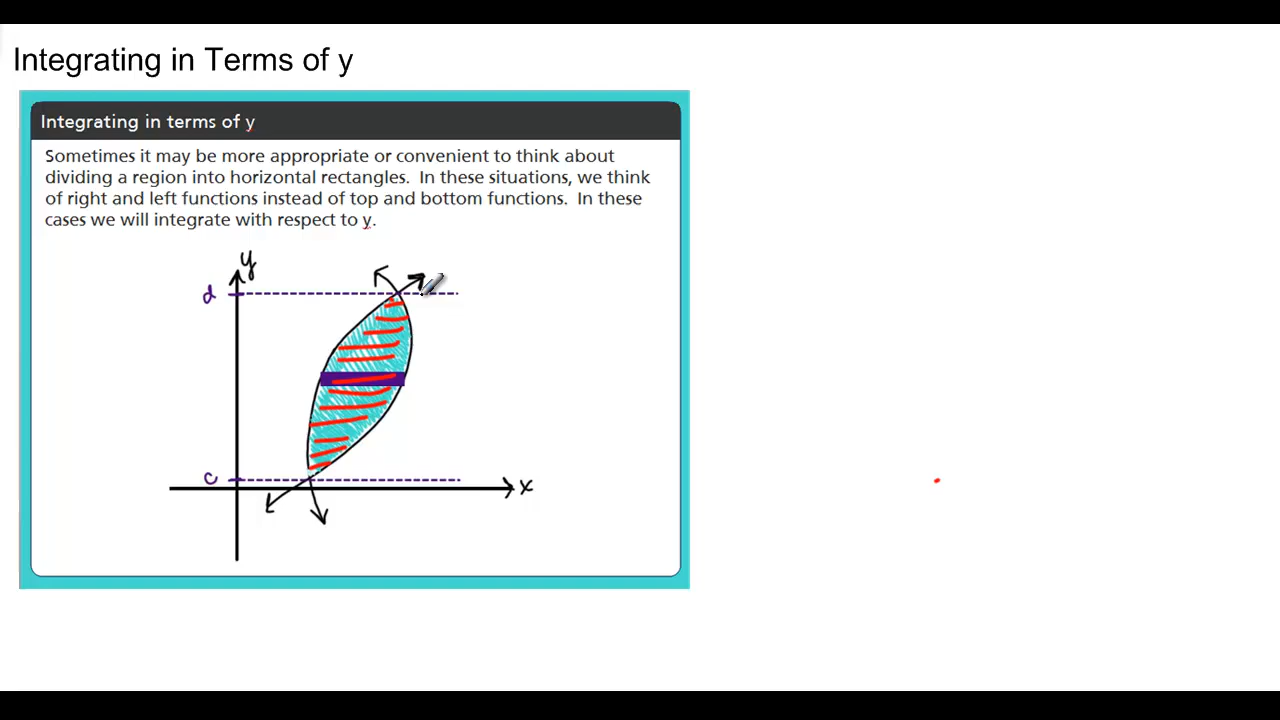 Integrating in Terms of y
Integrating in terms of y
Sometimes it may be more appropriate or convenient to think about
dividing a region into horizontal rectangles. In these situations, we think
of right and left functions instead of top and bottom functions. In these
cases we will integrate with respect to y.
y
d
c
x